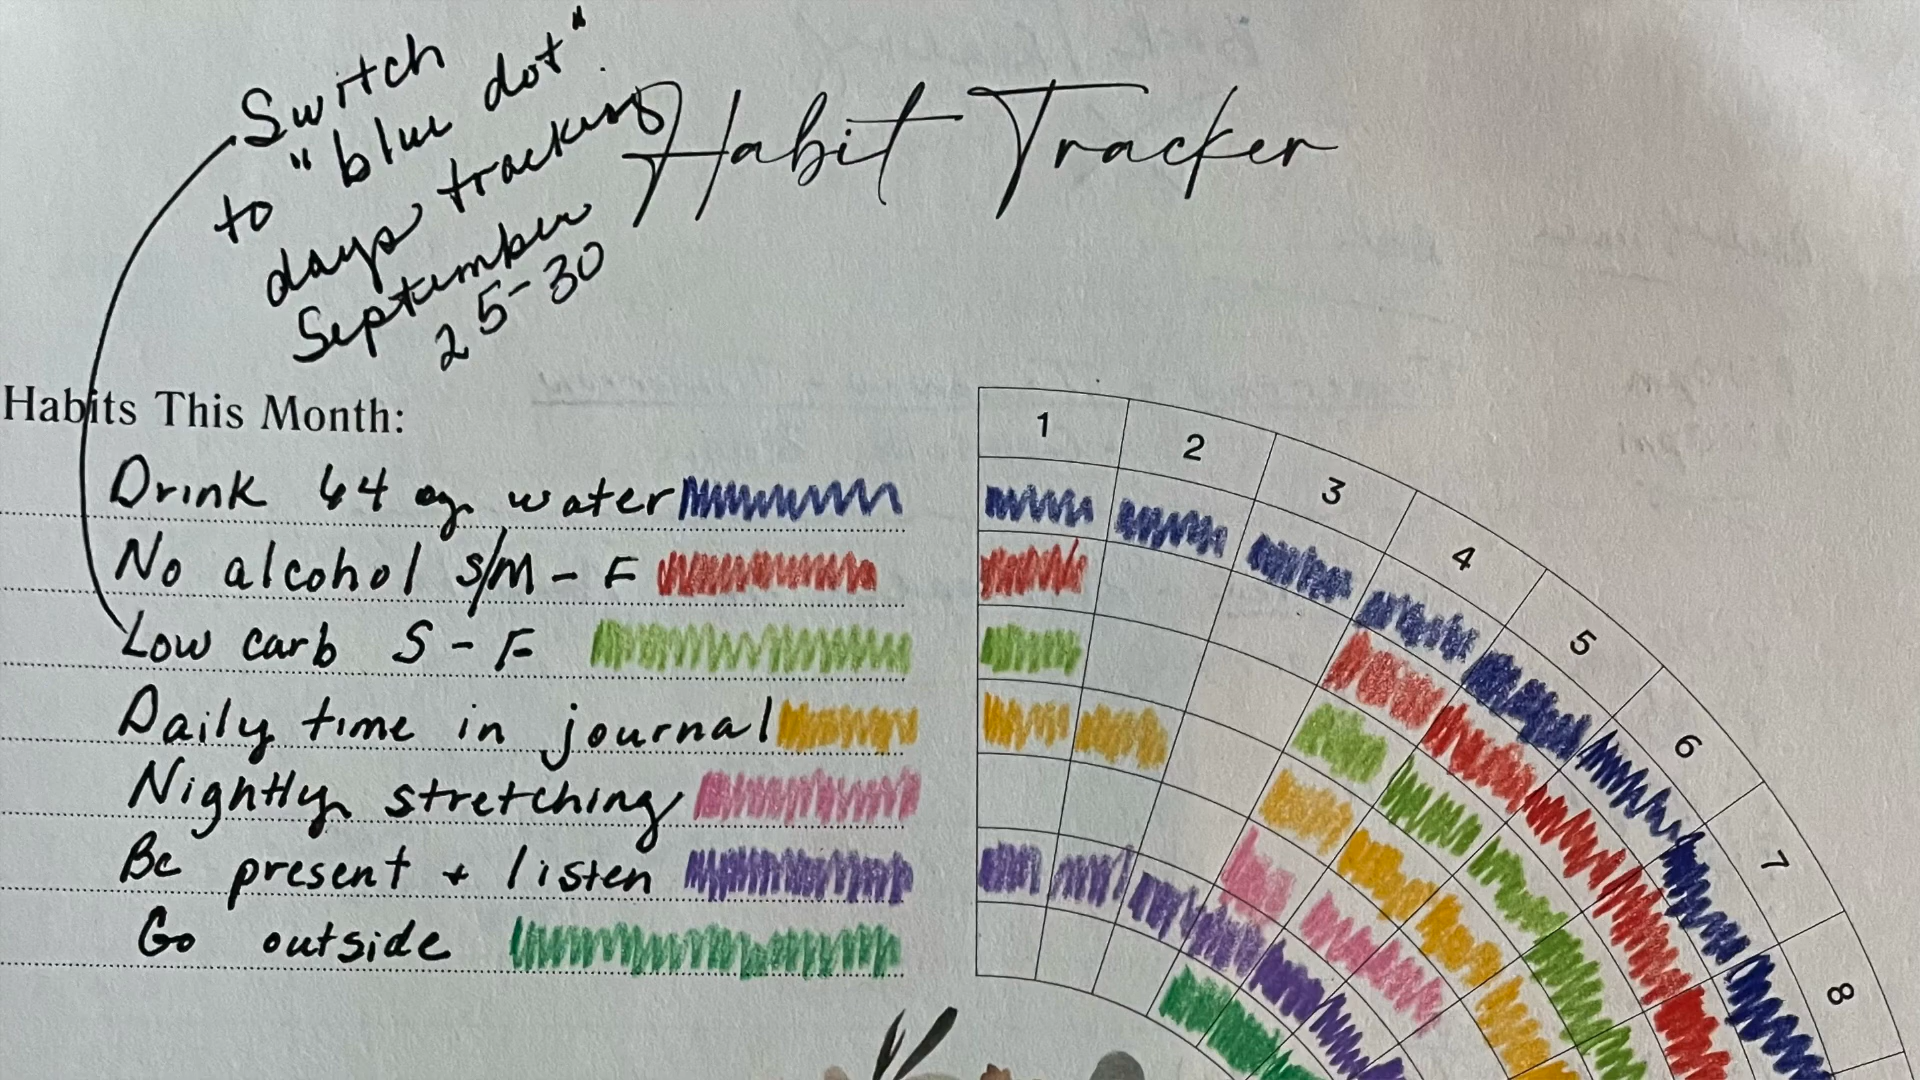 Switch
to "blue dot"
days tracking
September
25-30
Habit Tracker
Habits This Month:
Drink 64 oz. water
No alcohol S/M - F
Low carb S - F
Daily time in journal
Nightly stretching
Be present + listen
Go outside
1
2
3
4
5
6
7
8